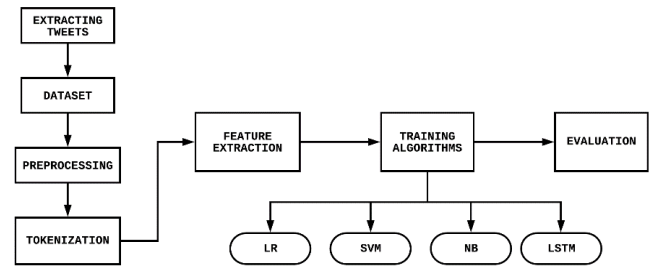 EXTRACTING
TWEETS
DATASET
PREPROCESSING
TOKENIZATION
FEATURE
EXTRACTION
TRAINING
ALGORITHMS
EVALUATION
LR
SVM
NB
LSTM